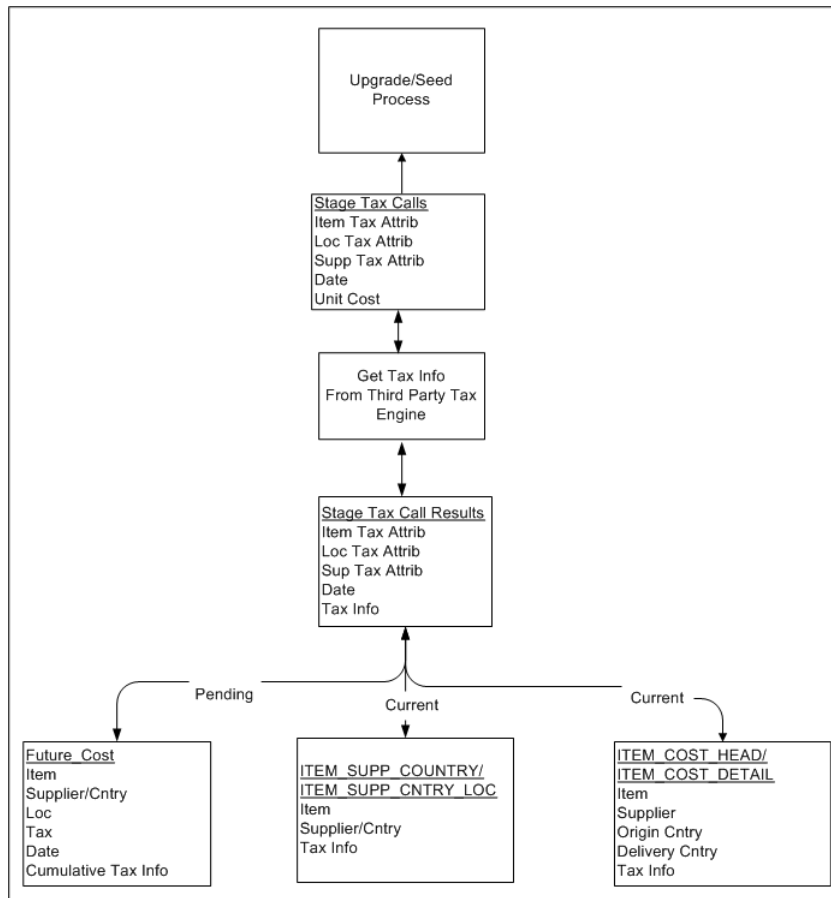 Upgrade/Seed
Process
Stage Tax Calls
Item Tax Attrib
Loc Tax Attrib
Supp Tax Attrib
Date
Unit Cost
Get Tax Info
From Third Party Tax
Engine
Stage Tax Call Results
Item Tax Attrib
Loc Tax Attrib
Sup Tax Attrib
Date
Tax Info
Pending
Current
Current
Future_Cost
Item
Supplier/Cntry
Loc
Tax
Date
Cumulative Tax Info
ITEM_SUPP_COUNTRY/
ITEM_SUPP_CNTRY_LOC
Item
Supplier/Cntry
Tax Info
ITEM_COST_HEAD/
ITEM_COST_DETAIL
Item
Supplier
Origin Cntry
Delivery Cntry
Tax Info